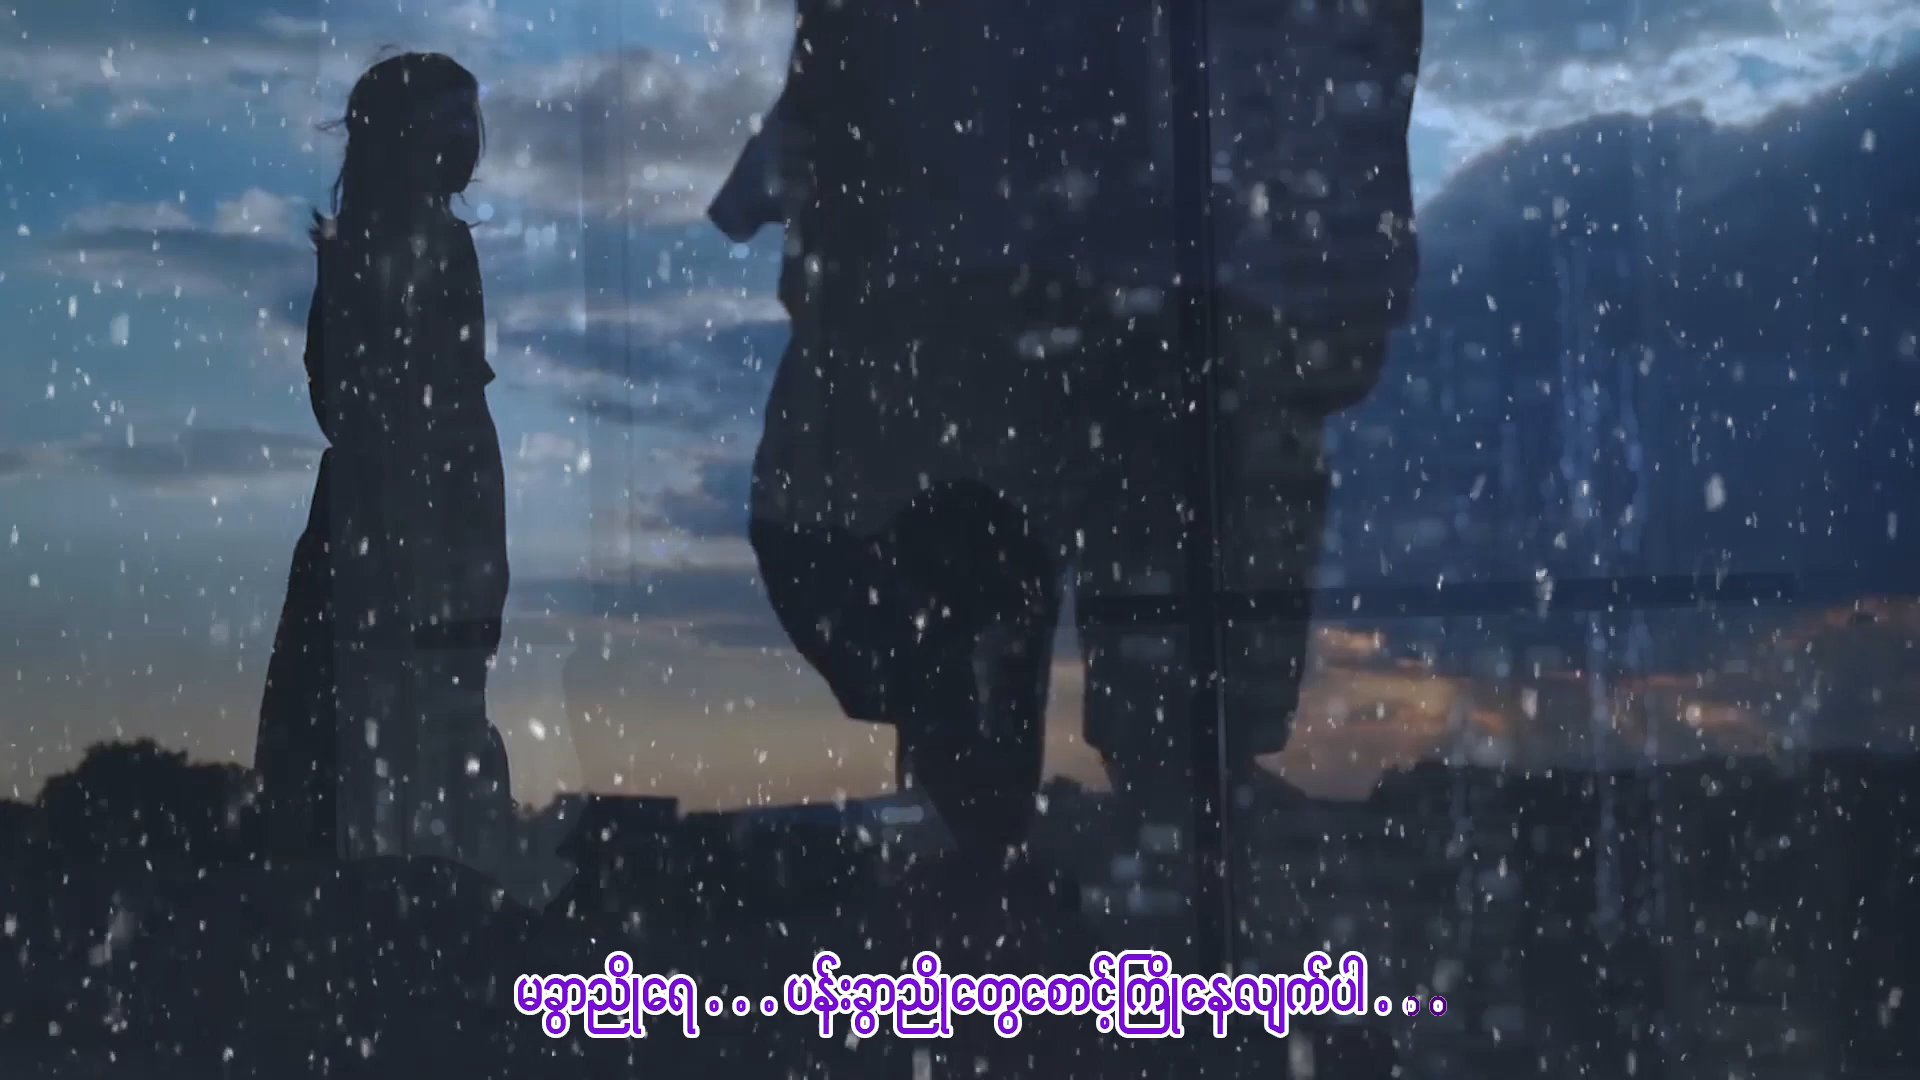 မခွာညိုရေ . . . ပန်းခွာညိုတွေစောင့်ကြိုနေလျက်ပါ . . .